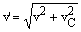 v' = √(v² + v_C²)